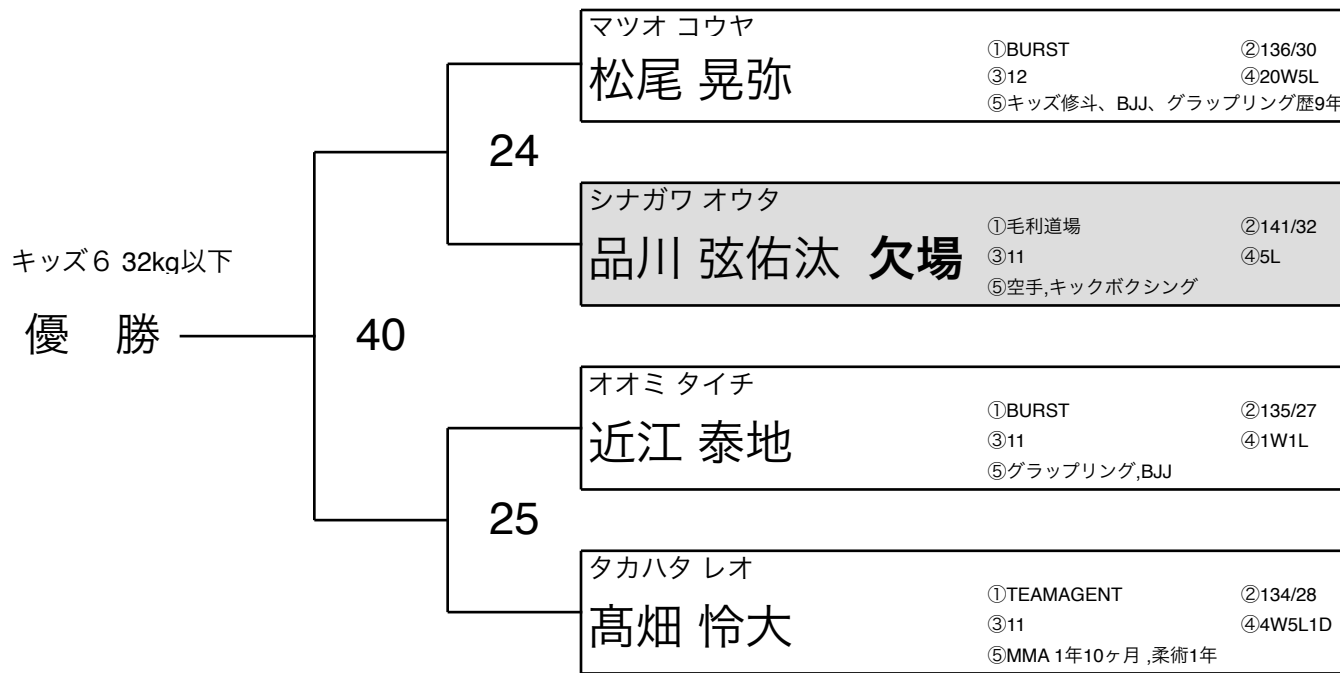 マツオ コウヤ
松尾 晃弥
①BURST ②136/30
③12 ④20W5L
⑤キッズ修斗、BJJ、グラップリング歴9年
24
シナガワ オウタ
品川 弦佑汰 欠場
①毛利道場 ②141/32
③11 ④5L
⑤空手,キックボクシング
キッズ６ 32kg以下
優 勝
40
オオミ タイチ
近江 泰地
①BURST ②135/27
③11 ④1W1L
⑤グラップリング,BJJ
25
タカハタ レオ
髙畑 怜大
①TEAMAGENT ②134/28
③11 ④4W5L1D
⑤MMA 1年10ヶ月 ,柔術1年